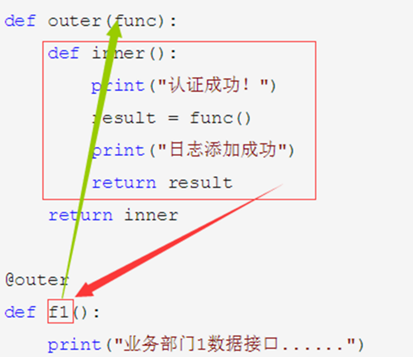 def outer(func):
    def inner():
        print("认证成功！")
        result = func()
        print("日志添加成功")
        return result
    return inner
@outer
def f1():
    print("业务部门1数据接口......")